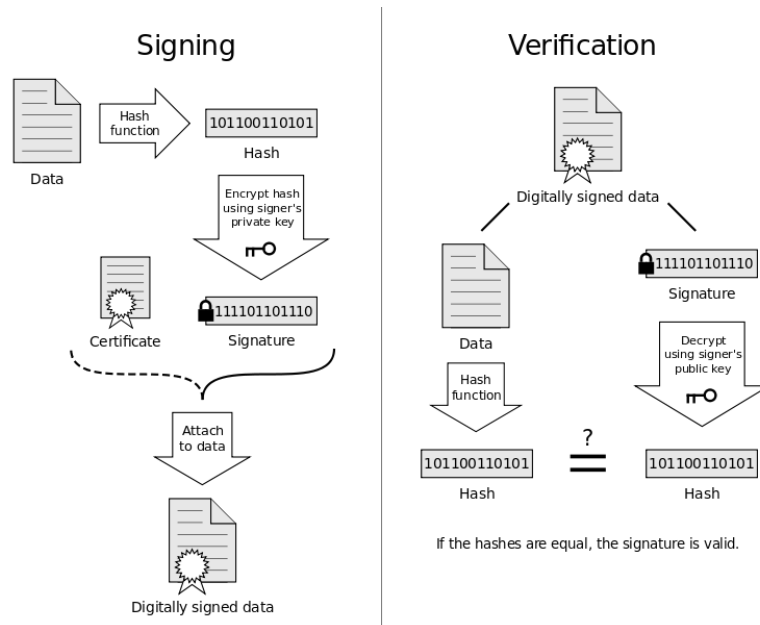 Signing
Hash
function
101100110101
Hash
Data
Encrypt hash
using signer's
private key
Certificate
111101101110
Signature
Attach
to data
Digitally signed data
Verification
Digitally signed data
Data
111101101110
Signature
Hash
function
Decrypt
using signer's
public key
101100110101
Hash
?
101100110101
Hash
If the hashes are equal, the signature is valid.